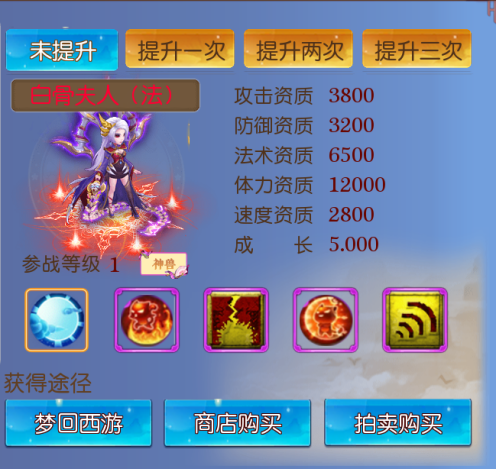 未提升 提升一次 提升两次 提升三次
白骨夫人（法）
攻击资质 3800
防御资质 3200
法术资质 6500
体力资质 12000
速度资质 2800
成 长 5.000
参战等级 1 神兽
获得途径
梦回西游 商店购买 拍卖购买